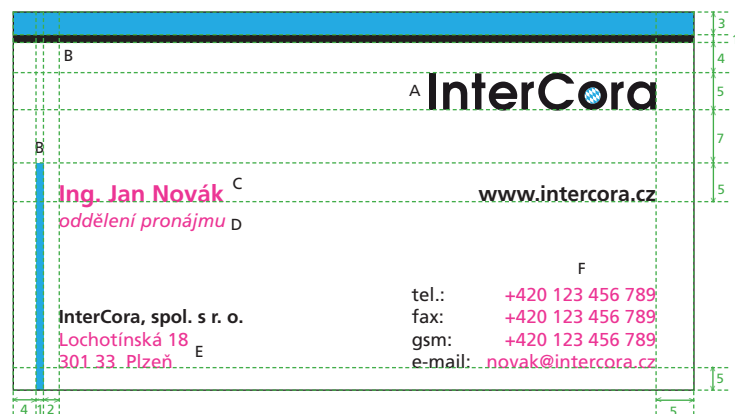 3
B
4
A InterCora
5
7
B
Ing. Jan Novák C
www.intercora.cz
5
oddělení pronájmu D
F
tel.: +420 123 456 789
InterCora, spol. s r. o.
fax: +420 123 456 789
Lochotínská 18
gsm: +420 123 456 789
E
301 33 Plzeň
e-mail: novak@intercora.cz
5
4 1 2 5